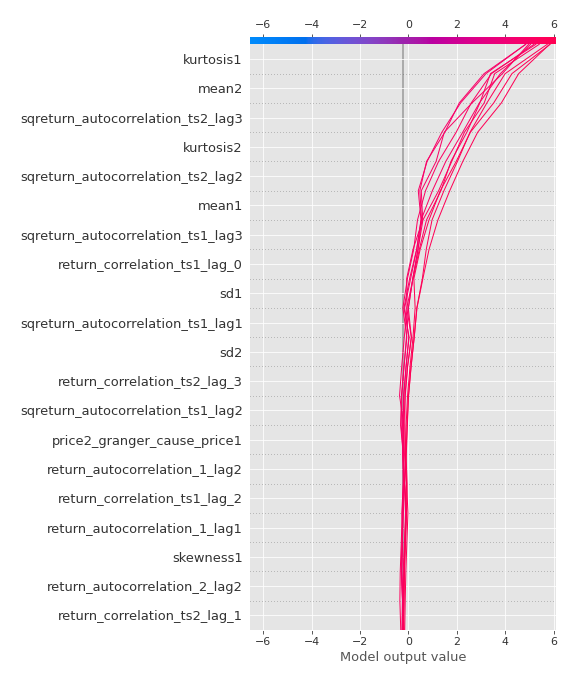 −6 −4 −2 0 2 4 6
kurtosis1
mean2
sqreturn_autocorrelation_ts2_lag3
kurtosis2
sqreturn_autocorrelation_ts2_lag2
mean1
sqreturn_autocorrelation_ts1_lag3
return_correlation_ts1_lag_0
sd1
sqreturn_autocorrelation_ts1_lag1
sd2
return_correlation_ts2_lag_3
sqreturn_autocorrelation_ts1_lag2
price2_granger_cause_price1
return_autocorrelation_1_lag2
return_correlation_ts1_lag_2
return_autocorrelation_1_lag1
skewness1
return_autocorrelation_2_lag2
return_correlation_ts2_lag_1
−6 −4 −2 0 2 4 6
Model output value